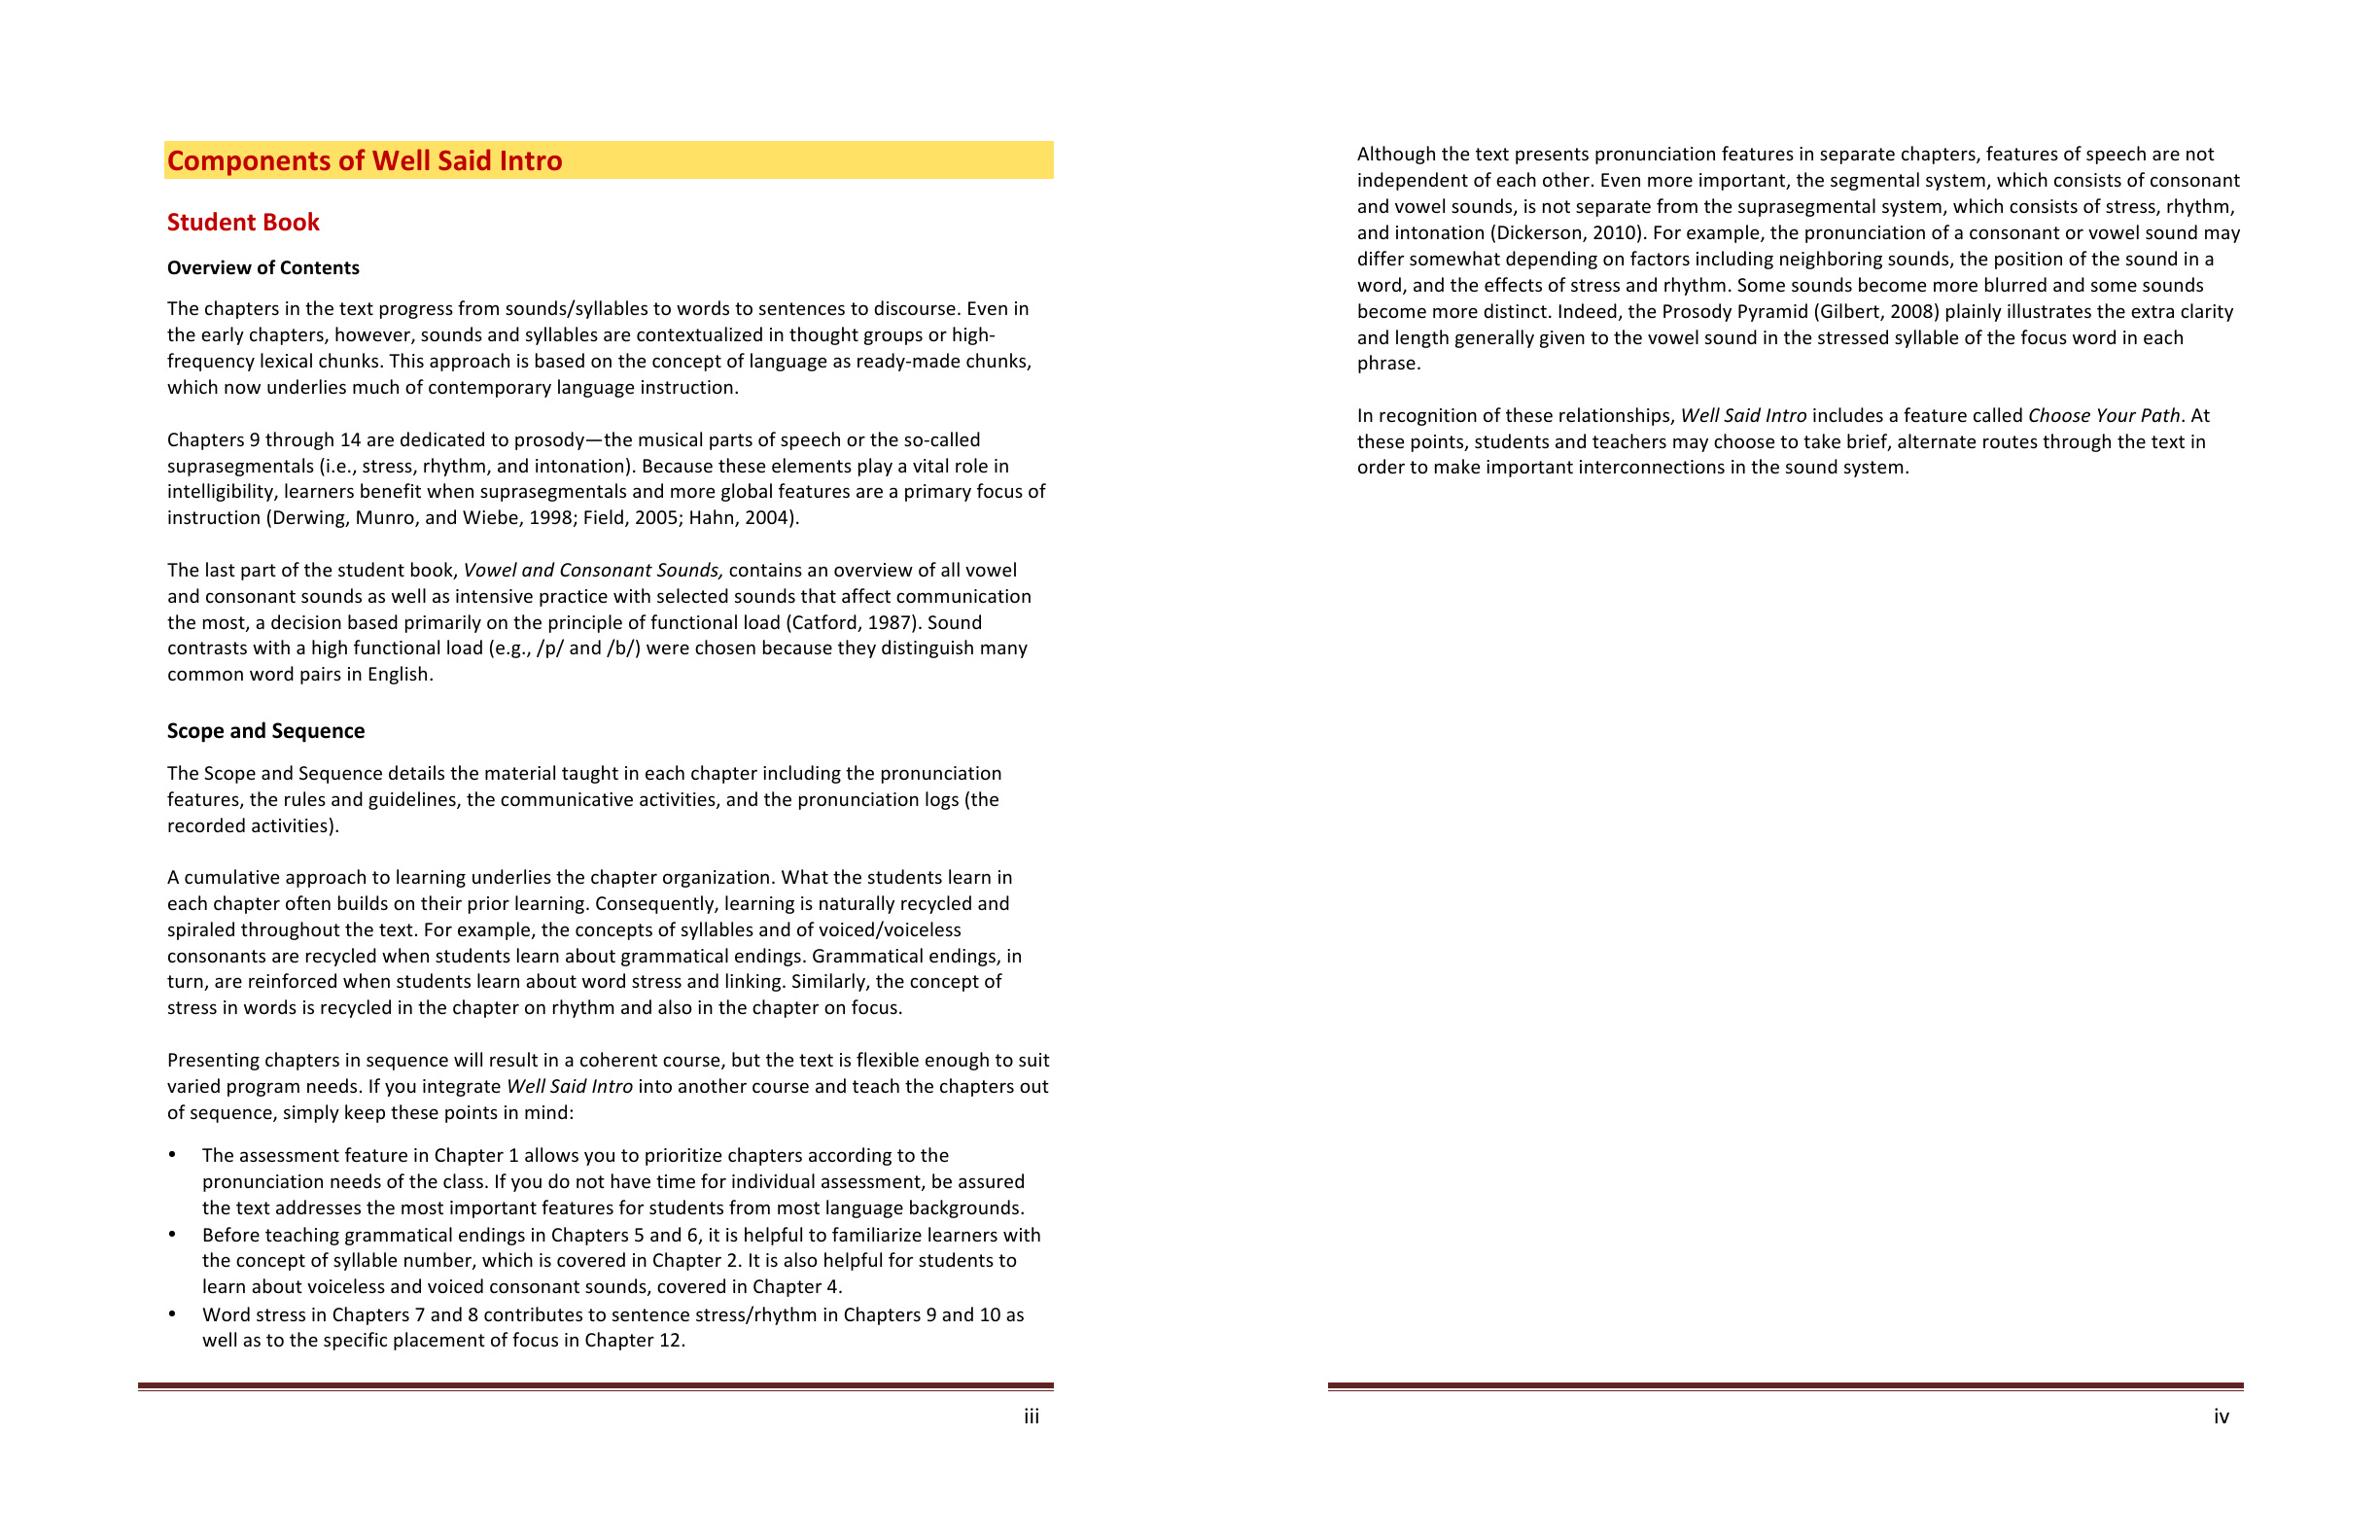 Components of Well Said Intro
Student Book
Overview of Contents
The chapters in the text progress from sounds/syllables to words to sentences to discourse. Even in
the early chapters, however, sounds and syllables are contextualized in thought groups or high-
frequency lexical chunks. This approach is based on the concept of language as ready-made chunks,
which now underlies much of contemporary language instruction.
Chapters 9 through 14 are dedicated to prosody—the musical parts of speech or the so-called
suprasegmentals (i.e., stress, rhythm, and intonation). Because these elements play a vital role in
intelligibility, learners benefit when suprasegmentals and more global features are a primary focus of
instruction (Derwing, Munro, and Wiebe, 1998; Field, 2005; Hahn, 2004).
The last part of the student book, Vowel and Consonant Sounds, contains an overview of all vowel
and consonant sounds as well as intensive practice with selected sounds that affect communication
the most, a decision based primarily on the principle of functional load (Catford, 1987). Sound
contrasts with a high functional load (e.g., /p/ and /b/) were chosen because they distinguish many
common word pairs in English.
Scope and Sequence
The Scope and Sequence details the material taught in each chapter including the pronunciation
features, the rules and guidelines, the communicative activities, and the pronunciation logs (the
recorded activities).
A cumulative approach to learning underlies the chapter organization. What the students learn in
each chapter often builds on their prior learning. Consequently, learning is naturally recycled and
spiraled throughout the text. For example, the concepts of syllables and of voiced/voiceless
consonants are recycled when students learn about grammatical endings. Grammatical endings, in
turn, are reinforced when students learn about word stress and linking. Similarly, the concept of
stress in words is recycled in the chapter on rhythm and also in the chapter on focus.
Presenting chapters in sequence will result in a coherent course, but the text is flexible enough to suit
varied program needs. If you integrate Well Said Intro into another course and teach the chapters out
of sequence, simply keep these points in mind:
• The assessment feature in Chapter 1 allows you to prioritize chapters according to the
pronunciation needs of the class. If you do not have time for individual assessment, be assured
the text addresses the most important features for students from most language backgrounds.
• Before teaching grammatical endings in Chapters 5 and 6, it is helpful to familiarize learners with
the concept of syllable number, which is covered in Chapter 2. It is also helpful for students to
learn about voiceless and voiced consonant sounds, covered in Chapter 4.
• Word stress in Chapters 7 and 8 contributes to sentence stress/rhythm in Chapters 9 and 10 as
well as to the specific placement of focus in Chapter 12.
iii
Although the text presents pronunciation features in separate chapters, features of speech are not
independent of each other. Even more important, the segmental system, which consists of consonant
and vowel sounds, is not separate from the suprasegmental system, which consists of stress, rhythm,
and intonation (Dickerson, 2010). For example, the pronunciation of a consonant or vowel sound may
differ somewhat depending on factors including neighboring sounds, the position of the sound in a
word, and the effects of stress and rhythm. Some sounds become more blurred and some sounds
become more distinct. Indeed, the Prosody Pyramid (Gilbert, 2008) plainly illustrates the extra clarity
and length generally given to the vowel sound in the stressed syllable of the focus word in each
phrase.
In recognition of these relationships, Well Said Intro includes a feature called Choose Your Path. At
these points, students and teachers may choose to take brief, alternate routes through the text in
order to make important interconnections in the sound system.
iv